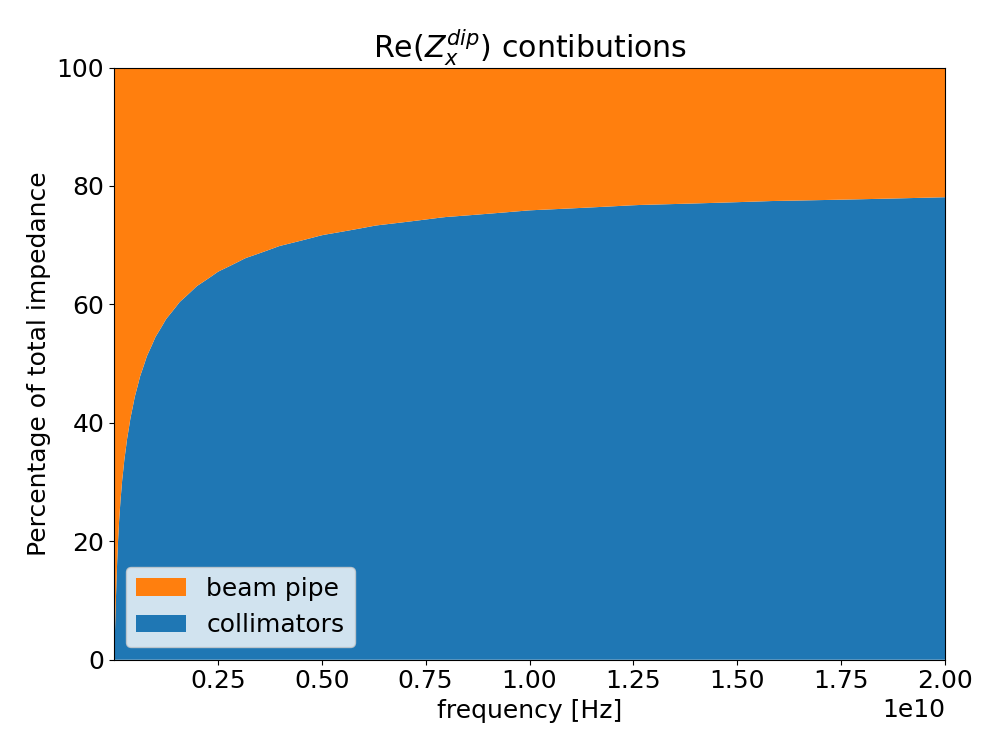 Re(Z_x^{dip}) contibutions
Percentage of total impedance
100
80
60
40
20
0
beam pipe
collimators
0.25 0.50 0.75 1.00 1.25 1.50 1.75 2.00
frequency [Hz]
1e10